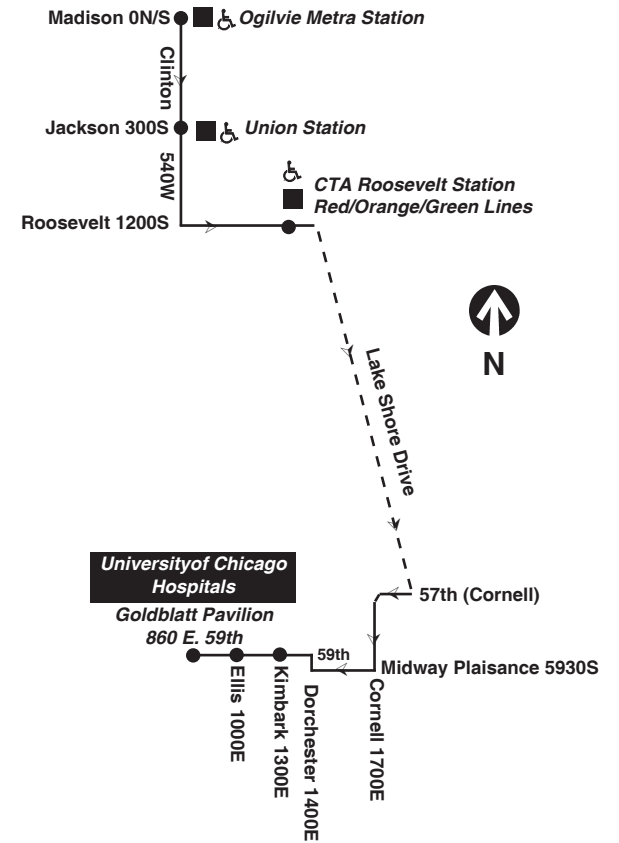 Madison 0N/S
Ogilvie Metra Station
Clinton
Jackson 300S
Union Station
540W
CTA Roosevelt Station
Red/Orange/Green Lines
Roosevelt 1200S
N
Lake Shore Drive
Universityof Chicago
Hospitals
57th (Cornell)
Goldblatt Pavilion
860 E. 59th
59th
Midway Plaisance 5930S
Ellis 1000E
Kimbark 1300E
Dorchester 1400E
Cornell 1700E